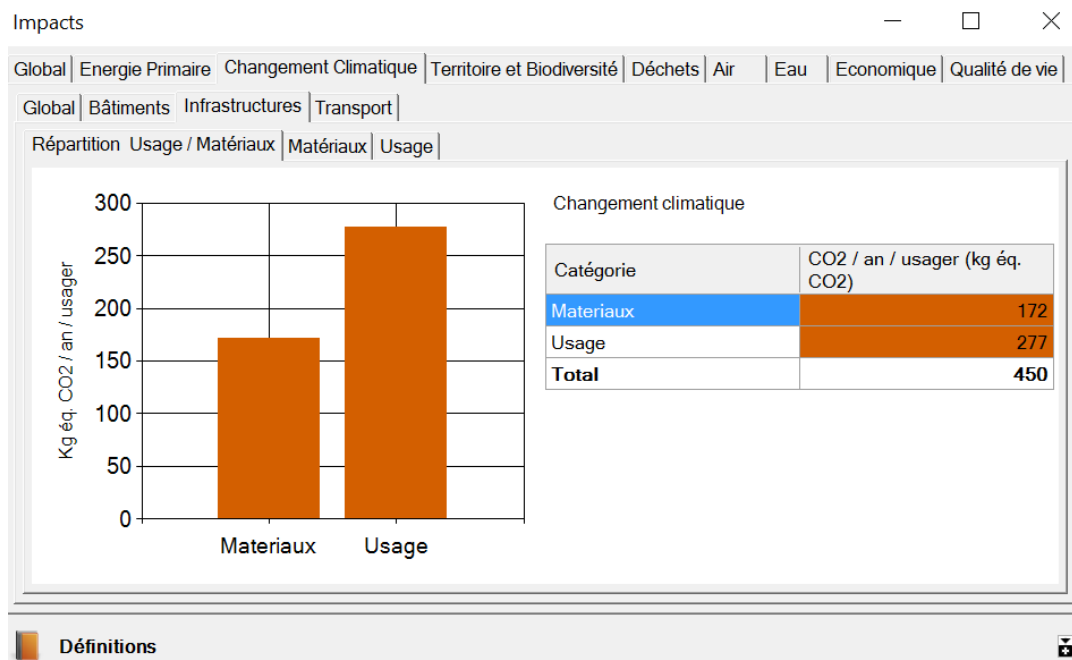 Impacts
Global Energie Primaire Changement Climatique Territoire et Biodiversité Déchets Air Eau Economique Qualité de vie
Global Bâtiments Infrastructures Transport
Répartition Usage / Matériaux Matériaux Usage
Changement climatique
Kg éq. CO2 / an / usager
300
250
200
150
100
50
0
Materiaux Usage
Catégorie CO2 / an / usager (kg éq.
CO2)
Materiaux 172
Usage 277
Total 450
Définitions